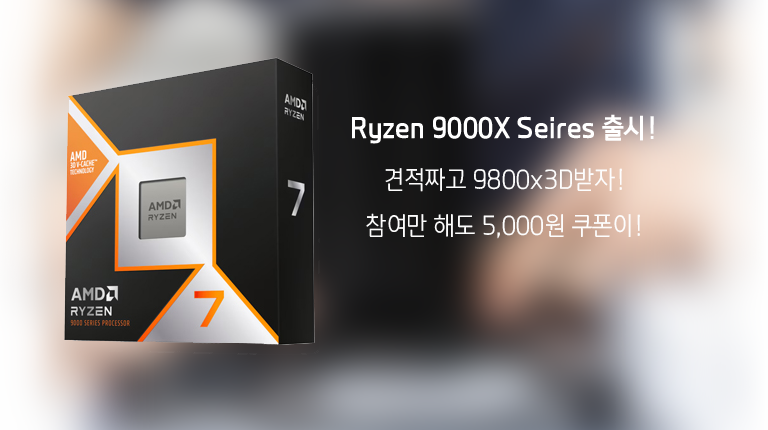 AMD
3D V-CACHE™
TECHNOLOGY
AMD
RYZEN
AMD
RYZEN
9000 SERIES PROCESSOR
7
AMD
RYZEN
7
Ryzen 9000X Seires 출시!
견적짜고 9800x3D받자!
참여만 해도 5,000원 쿠폰이!